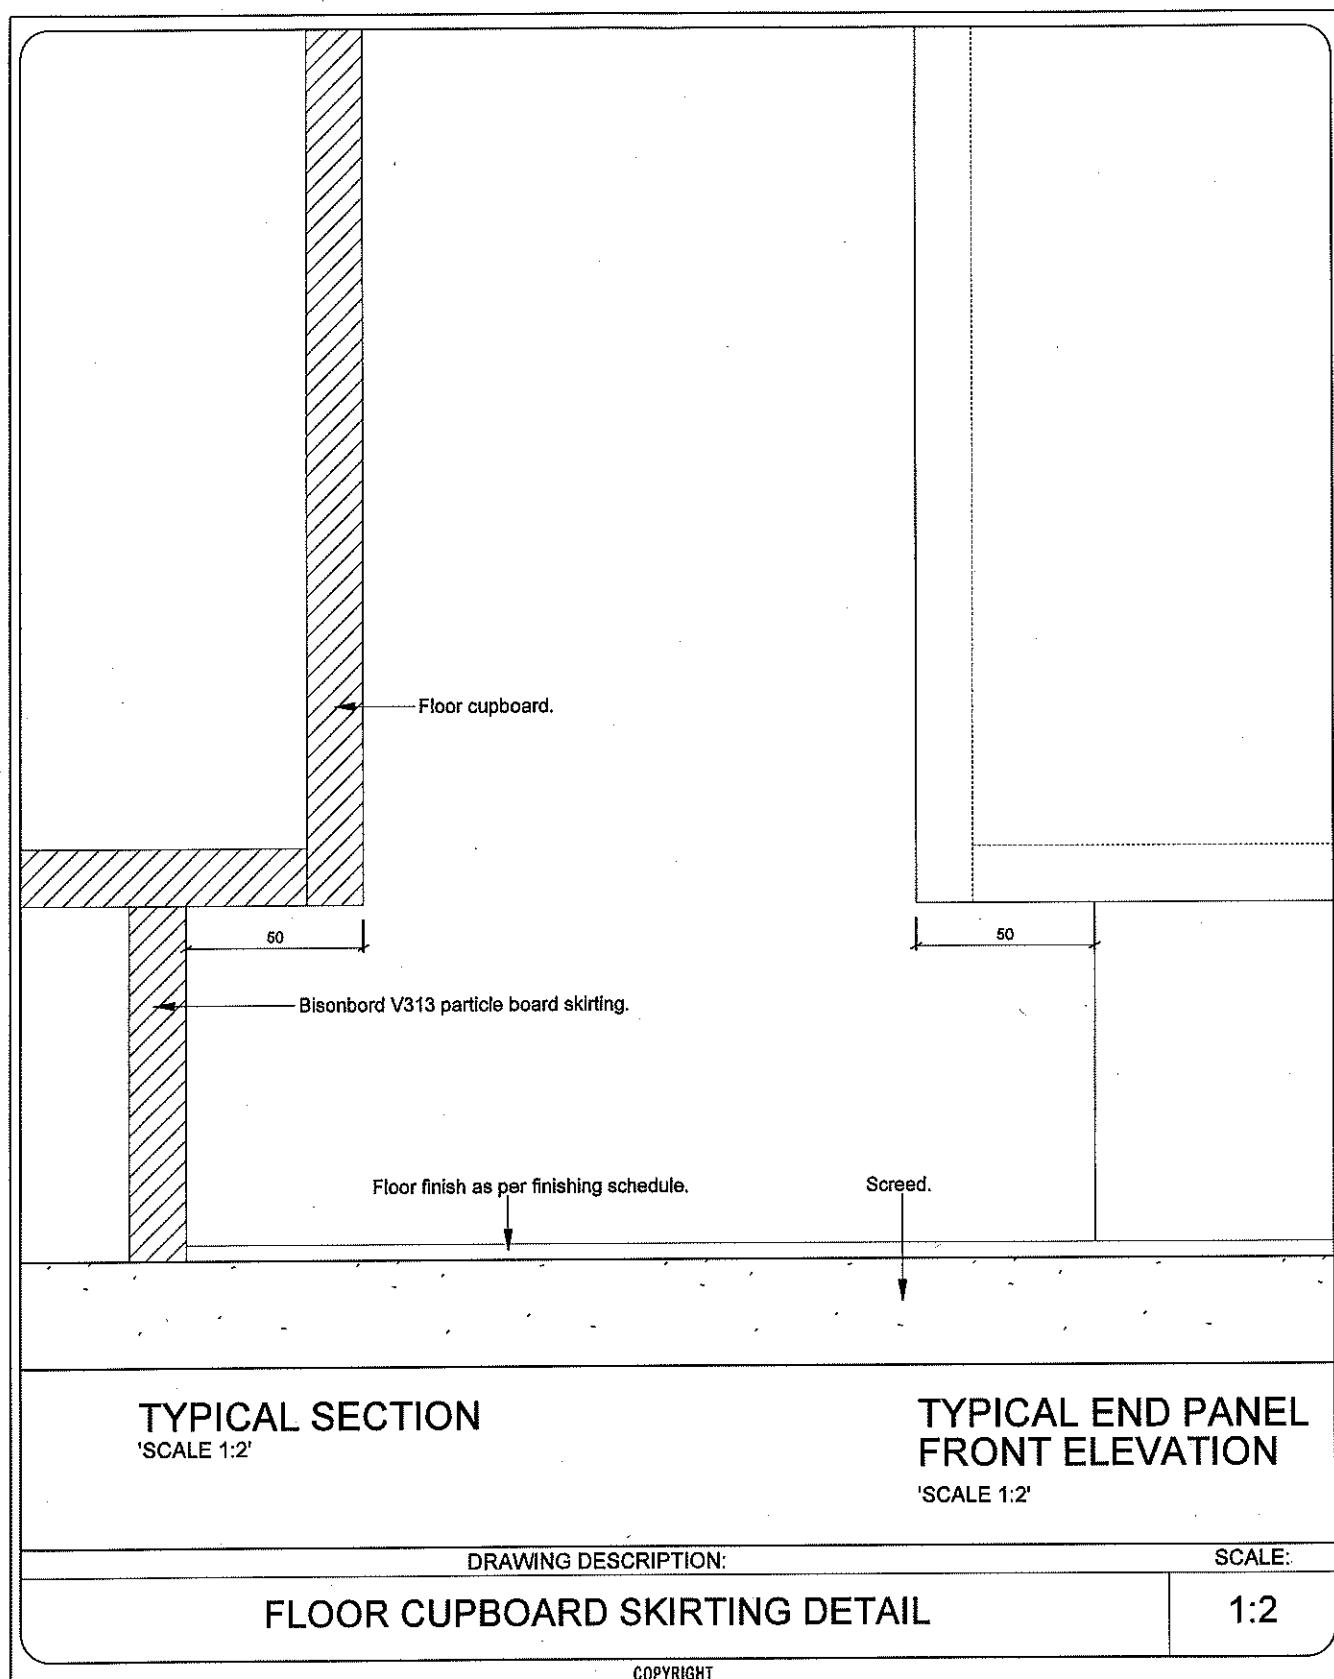 Floor cupboard.
50
50
Bisonbord V313 particle board skirting.
Floor finish as per finishing schedule.
Screed.
TYPICAL SECTION
'SCALE 1:2'
TYPICAL END PANEL
FRONT ELEVATION
'SCALE 1:2'
DRAWING DESCRIPTION:
SCALE:
FLOOR CUPBOARD SKIRTING DETAIL
1:2
COPYRIGHT